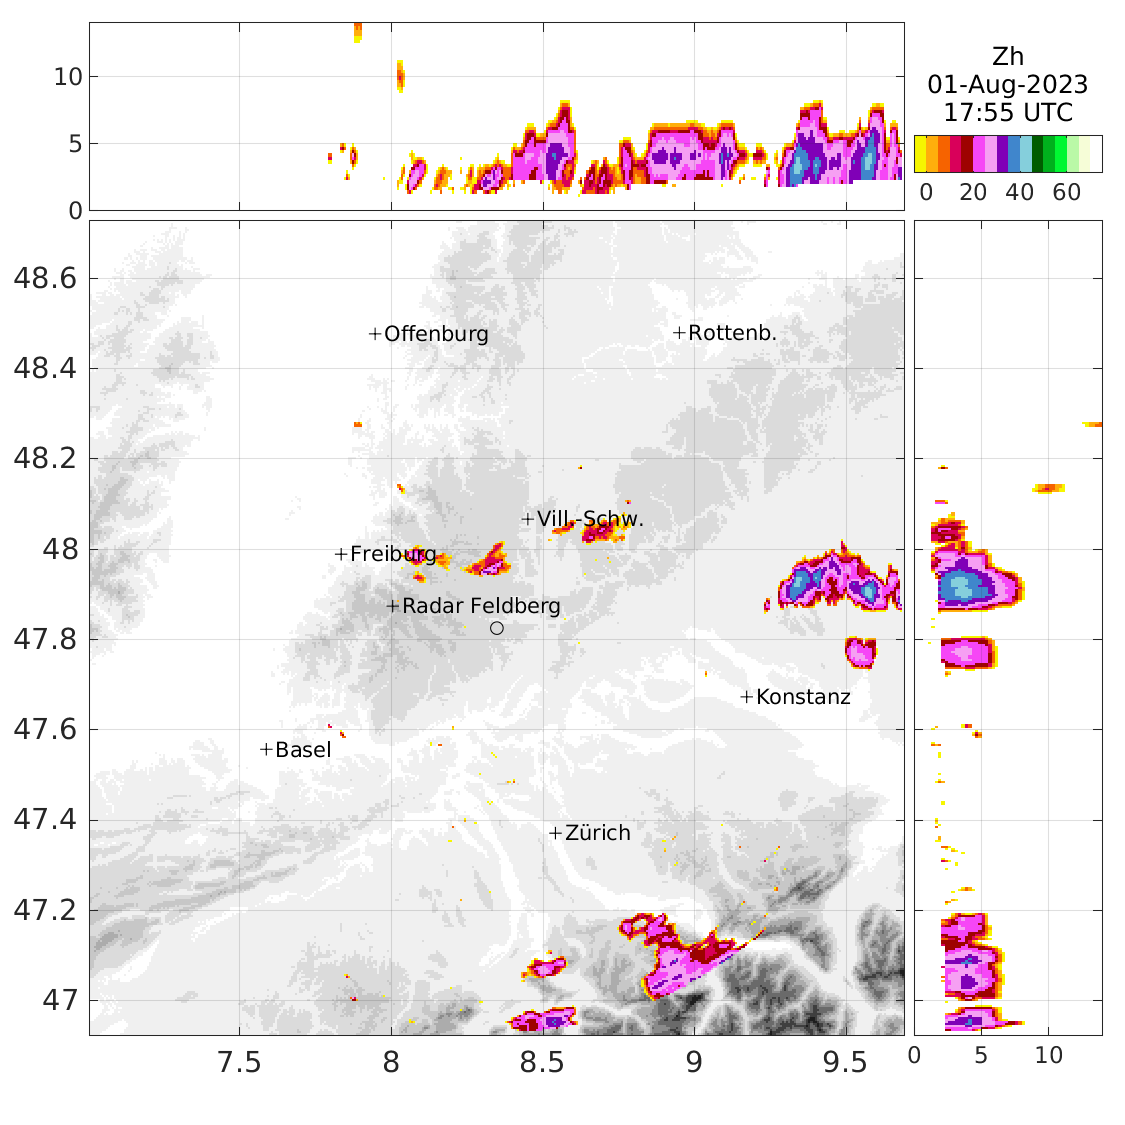 Zh
01-Aug-2023
17:55 UTC
0 20 40 60
10
5
0
48.6
48.4
48.2
48
47.8
47.6
47.4
47.2
47
+Offenburg
+Rottenb.
+Vill.-Schw.
+Freiburg
+Radar Feldberg
+Konstanz
+Basel
+Zürich
7.5 8 8.5 9 9.5
0 5 10